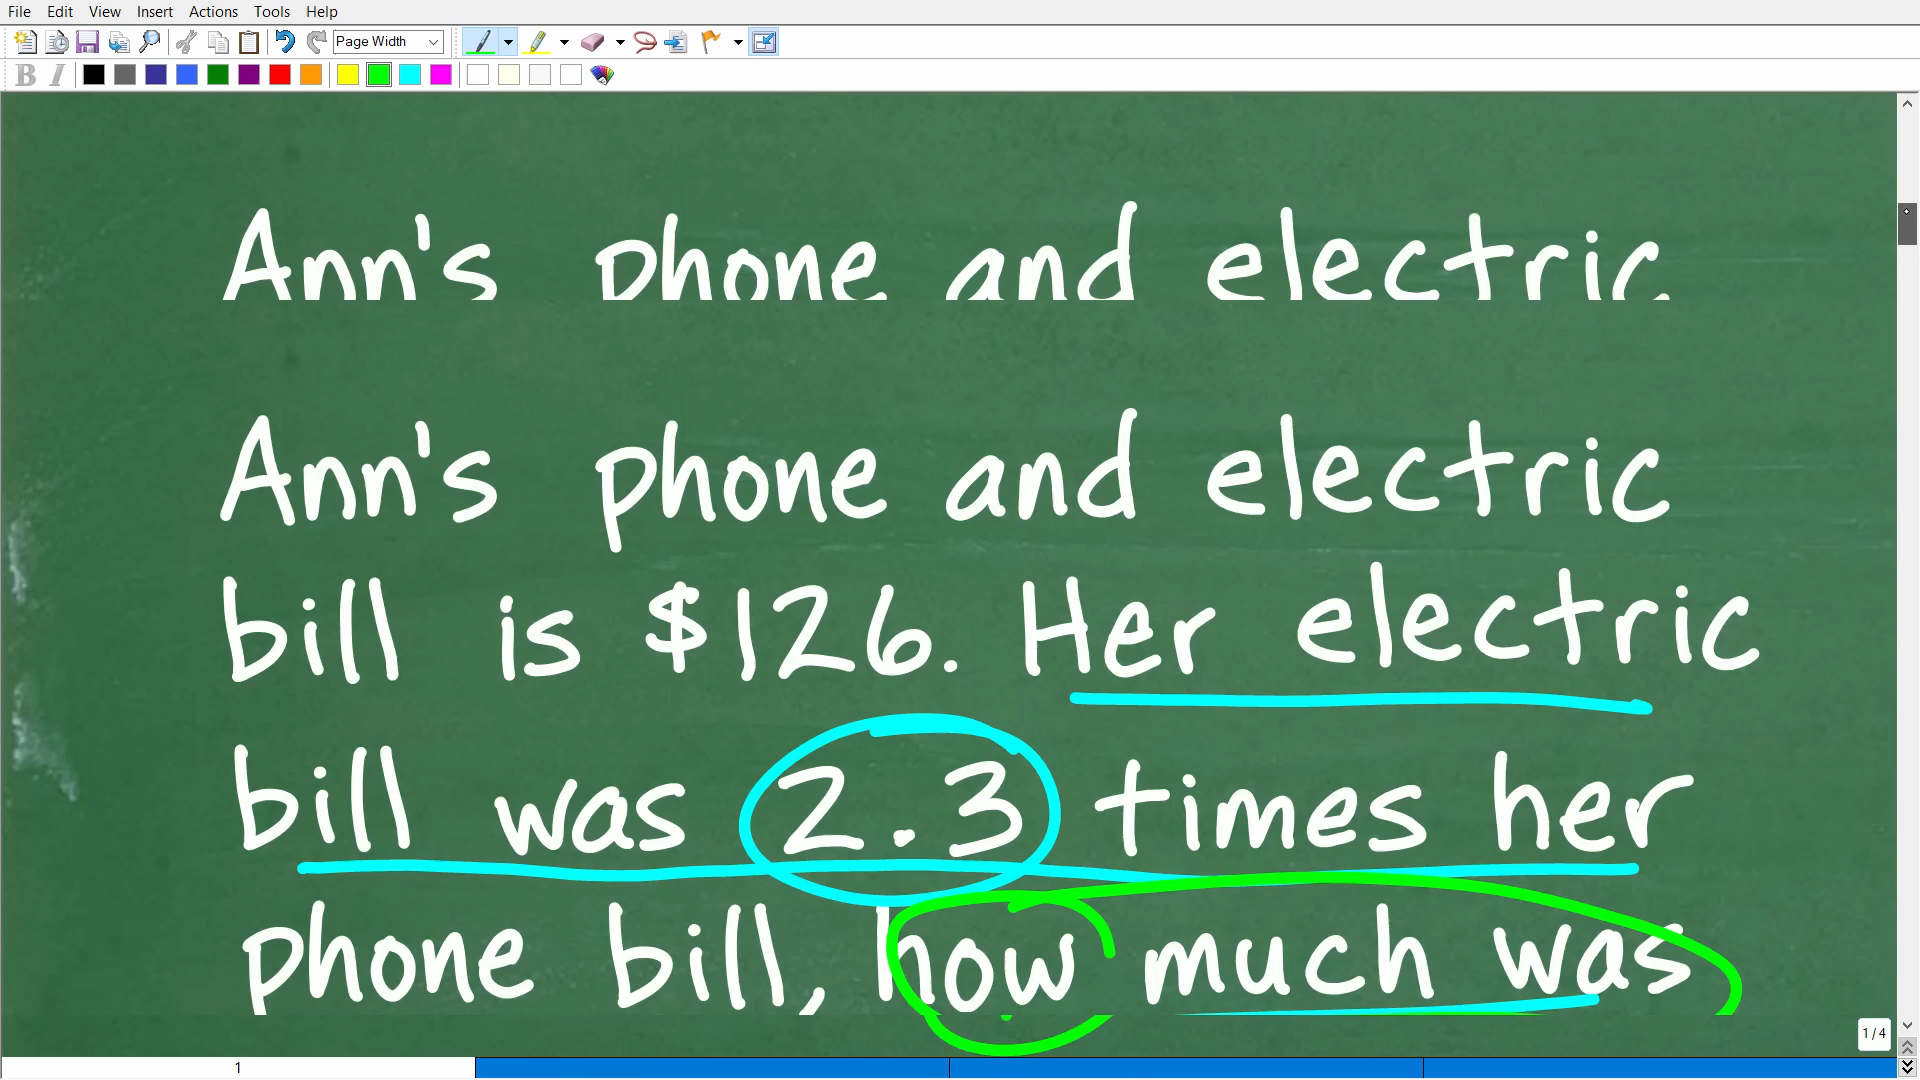 File Edit View Insert Actions Tools Help
Page Width
B I
Ann's phone and electric
Ann's phone and electric
bill is $126. Her electric
bill was 2.3 times her
phone bill, how much was
1 / 4
1